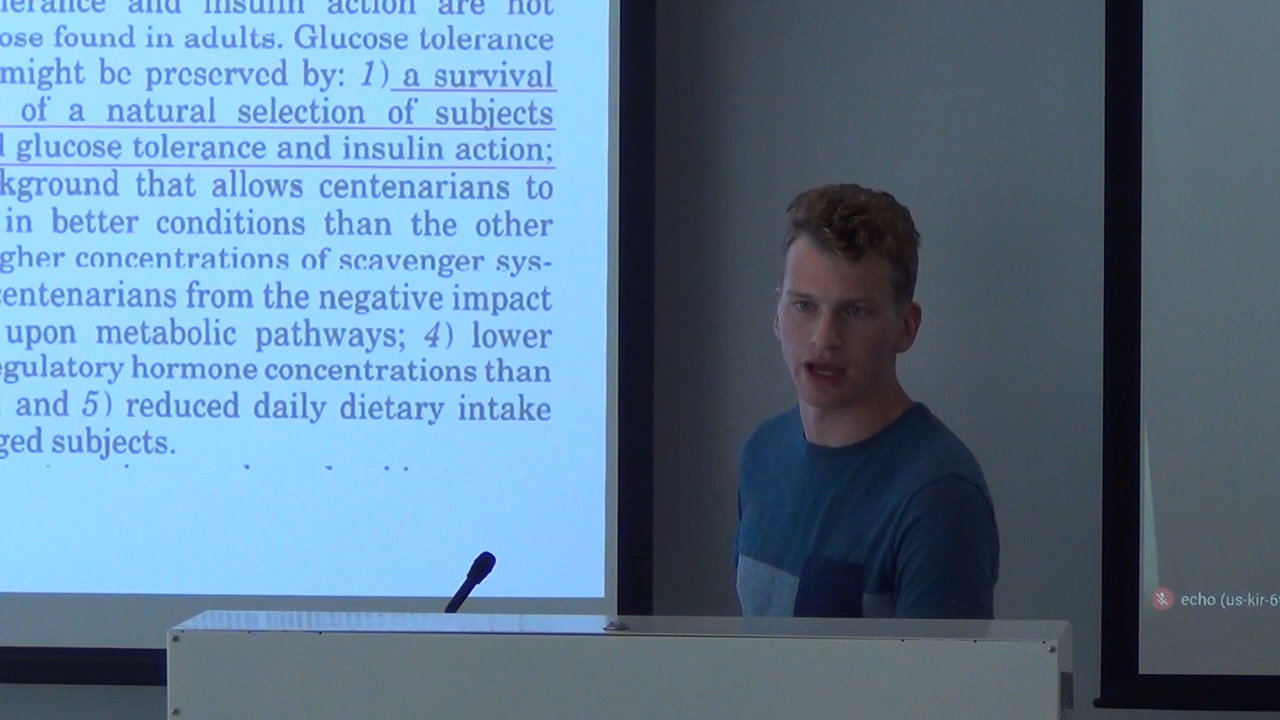 and insulin action are not
ose found in adults. Glucose tolerance
might be preserved by: 1) a survival
of a natural selection of subjects
glucose tolerance and insulin action;
kground that allows centenarians to
in better conditions than the other
gher concentrations of scavenger sys-
centenarians from the negative impact
upon metabolic pathways; 4) lower
egulatory hormone concentrations than
and 5) reduced daily dietary intake
ged subjects.
echo (us-kir-6